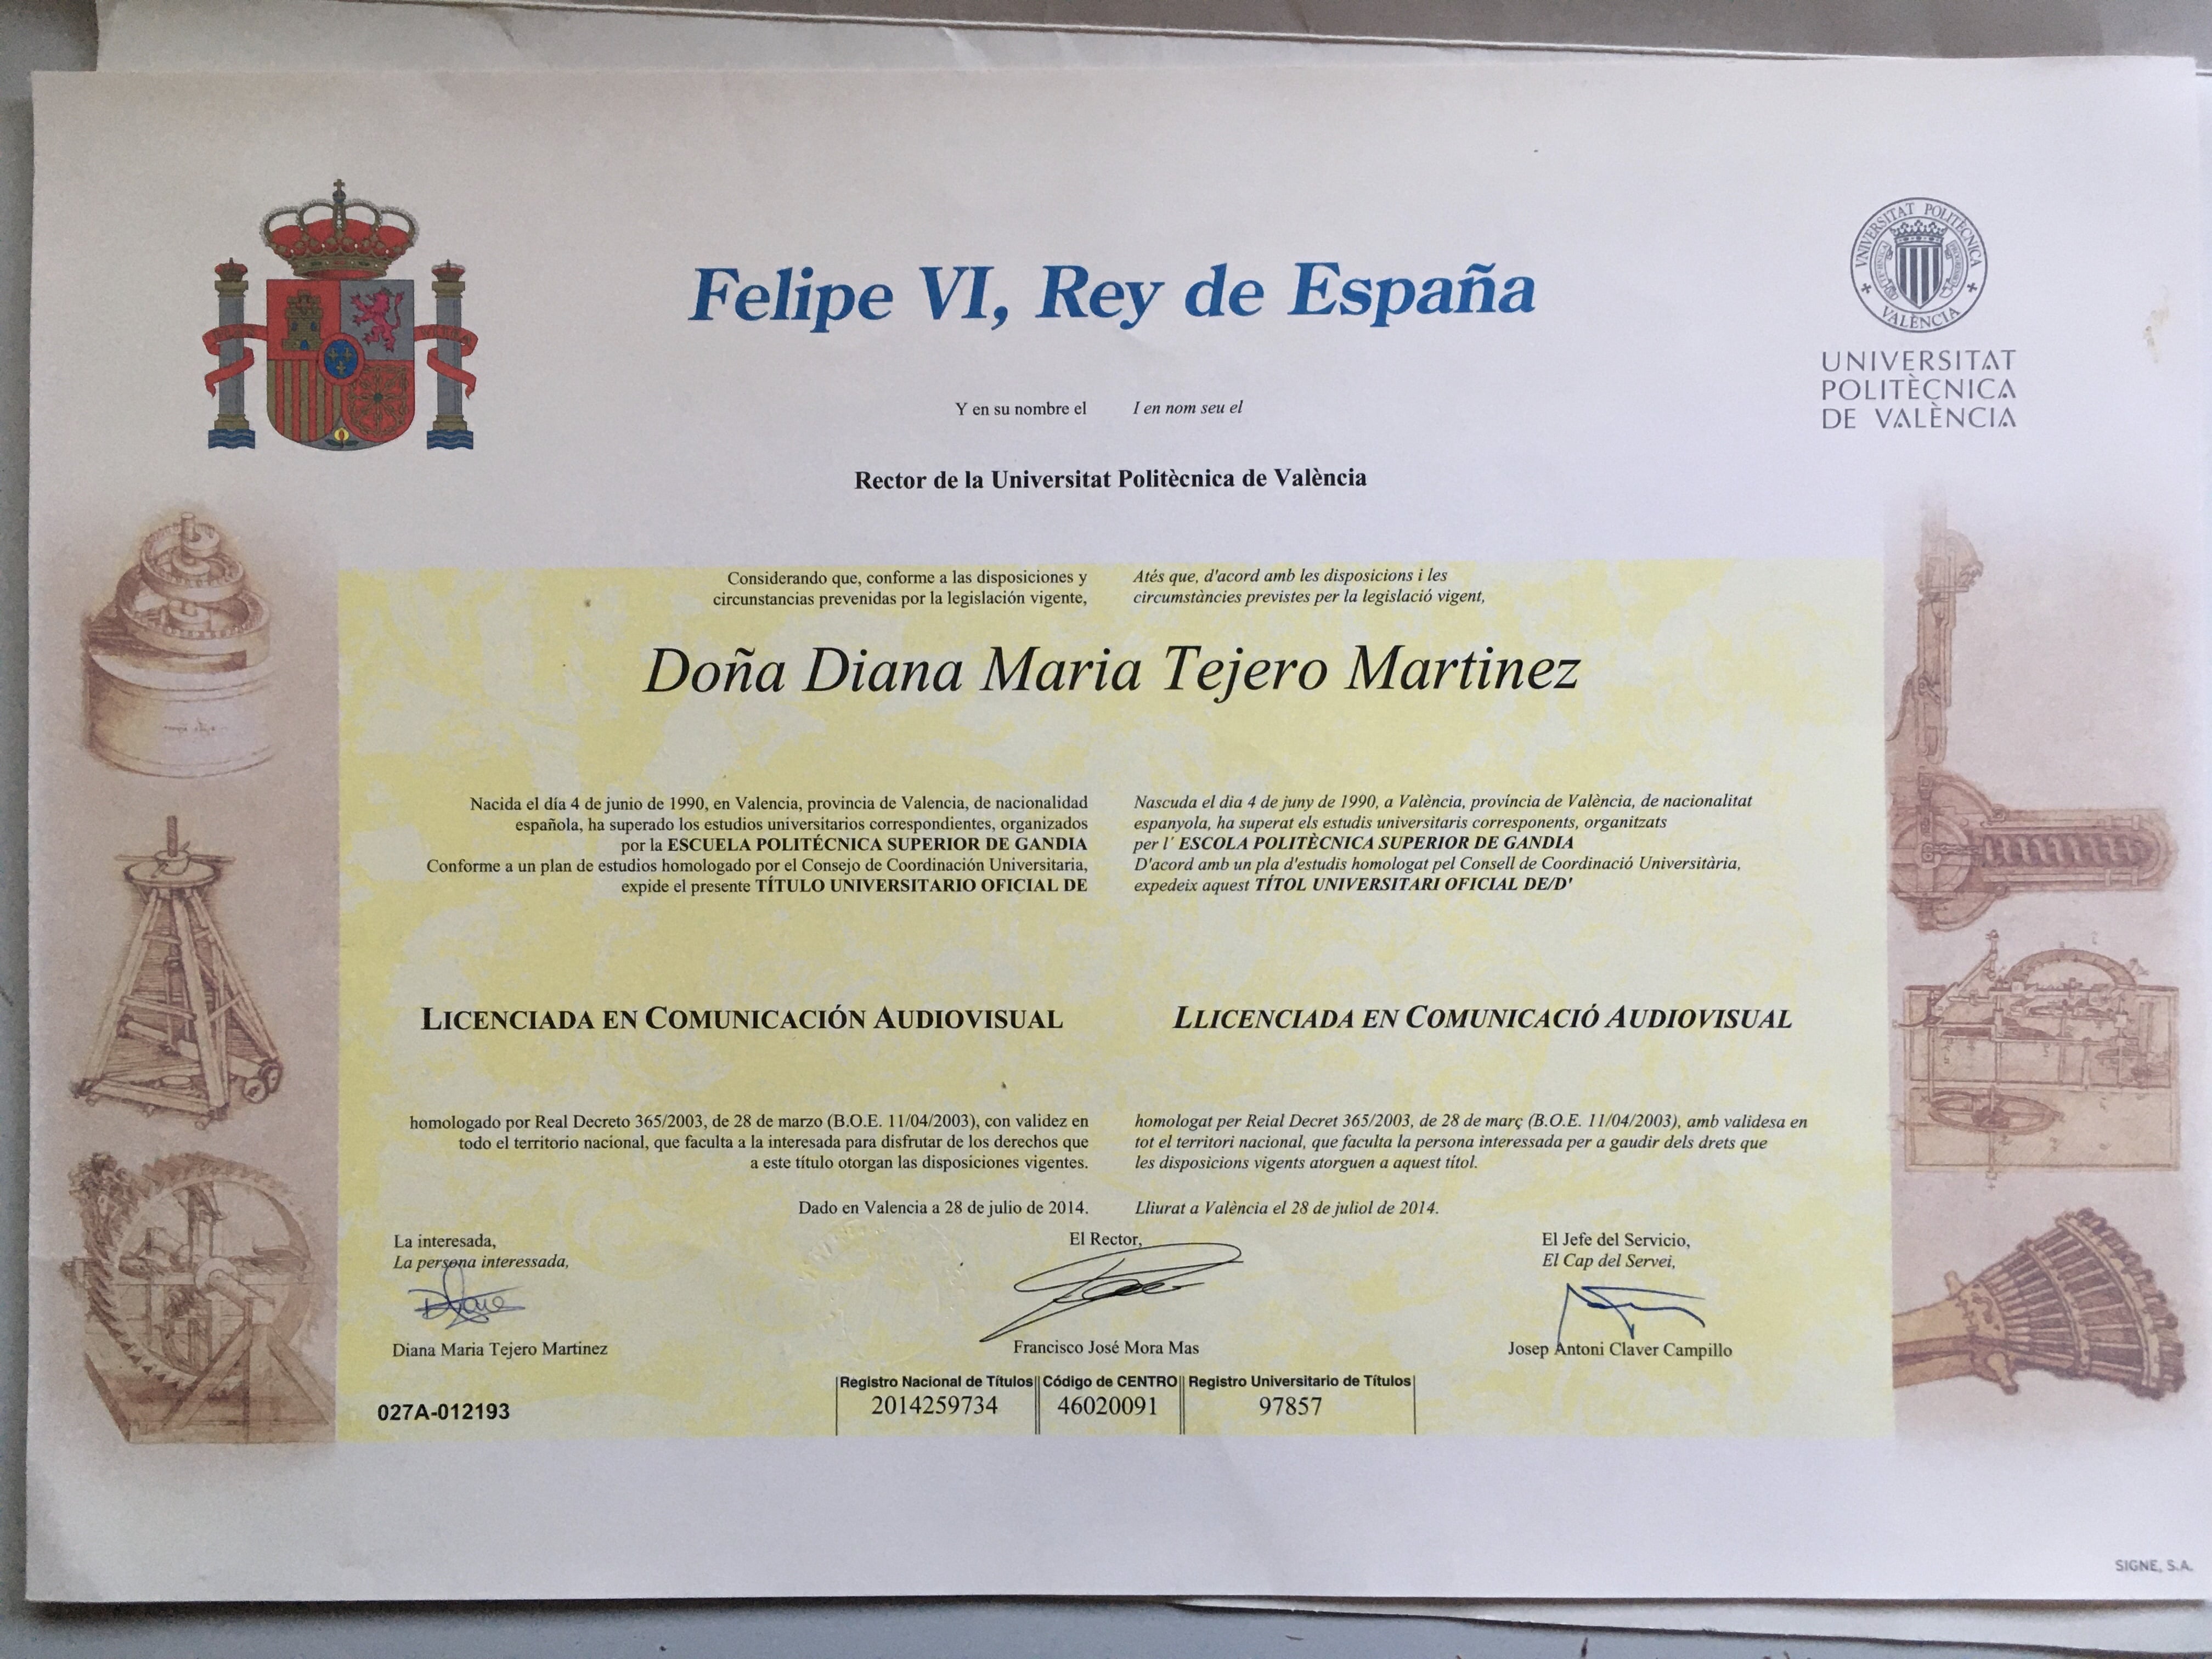 Felipe VI, Rey de España
UNIVERSITAT POLITÈCNICA
VALÈNCIA
UNIVERSITAT
POLITÈCNICA
DE VALÈNCIA
Y en su nombre el
I en nom seu el
Rector de la Universitat Politècnica de València
Considerando que, conforme a las disposiciones y
circunstancias prevenidas por la legislación vigente,
Atés que, d'acord amb les disposicions i les
circumstàncies previstes per la legislació vigent,
Doña Diana Maria Tejero Martinez
Nacida el día 4 de junio de 1990, en Valencia, provincia de Valencia, de nacionalidad
española, ha superado los estudios universitarios correspondientes, organizados
por la ESCUELA POLITÉCNICA SUPERIOR DE GANDIA
Conforme a un plan de estudios homologado por el Consejo de Coordinación Universitaria,
expide el presente TÍTULO UNIVERSITARIO OFICIAL DE
Nascuda el dia 4 de juny de 1990, a València, província de València, de nacionalitat
espanyola, ha superat els estudis universitaris corresponents, organitzats
per l' ESCOLA POLITÈCNICA SUPERIOR DE GANDIA
D'acord amb un pla d'estudis homologat pel Consell de Coordinació Universitària,
expedeix aquest TÍTOL UNIVERSITARI OFICIAL DE/D'
LICENCIADA EN COMUNICACIÓN AUDIOVISUAL
LLICENCIADA EN COMUNICACIÓ AUDIOVISUAL
homologado por Real Decreto 365/2003, de 28 de marzo (B.O.E. 11/04/2003), con validez en
todo el territorio nacional, que faculta a la interesada para disfrutar de los derechos que
a este título otorgan las disposiciones vigentes.
homologat per Reial Decret 365/2003, de 28 de març (B.O.E. 11/04/2003), amb validesa en
tot el territori nacional, que faculta la persona interessada per a gaudir dels drets que
les disposicions vigents atorguen a aquest títol.
Dado en Valencia a 28 de julio de 2014.
Lliurat a València el 28 de juliol de 2014.
La interesada,
La persona interessada,
Diana Maria Tejero Martinez
El Rector,
Francisco José Mora Mas
El Jefe del Servicio,
El Cap del Servei,
Josep Antoni Claver Campillo
027A-012193
Registro Nacional de Títulos
2014259734
Código de CENTRO
46020091
Registro Universitario de Títulos
97857
SIGNE, S.A.